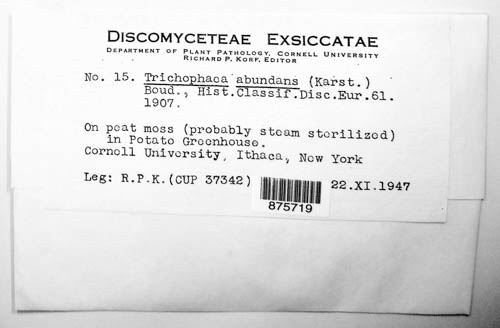 DISCOMYCETEAE EXSICCATAE
DEPARTMENT OF PLANT PATHOLOGY, CORNELL UNIVERSITY
RICHARD P. KORF, EDITOR
No. 15. Trichophaea abundans (Karst.)
Boud., Hist.Classif.Disc.Eur.61.
1907.
On peat moss (probably steam sterilized)
in Potato Greenhouse.
Cornell University, Ithaca, New York
Leg: R.P.K.(CUP 37342) 22.XI.1947
875719